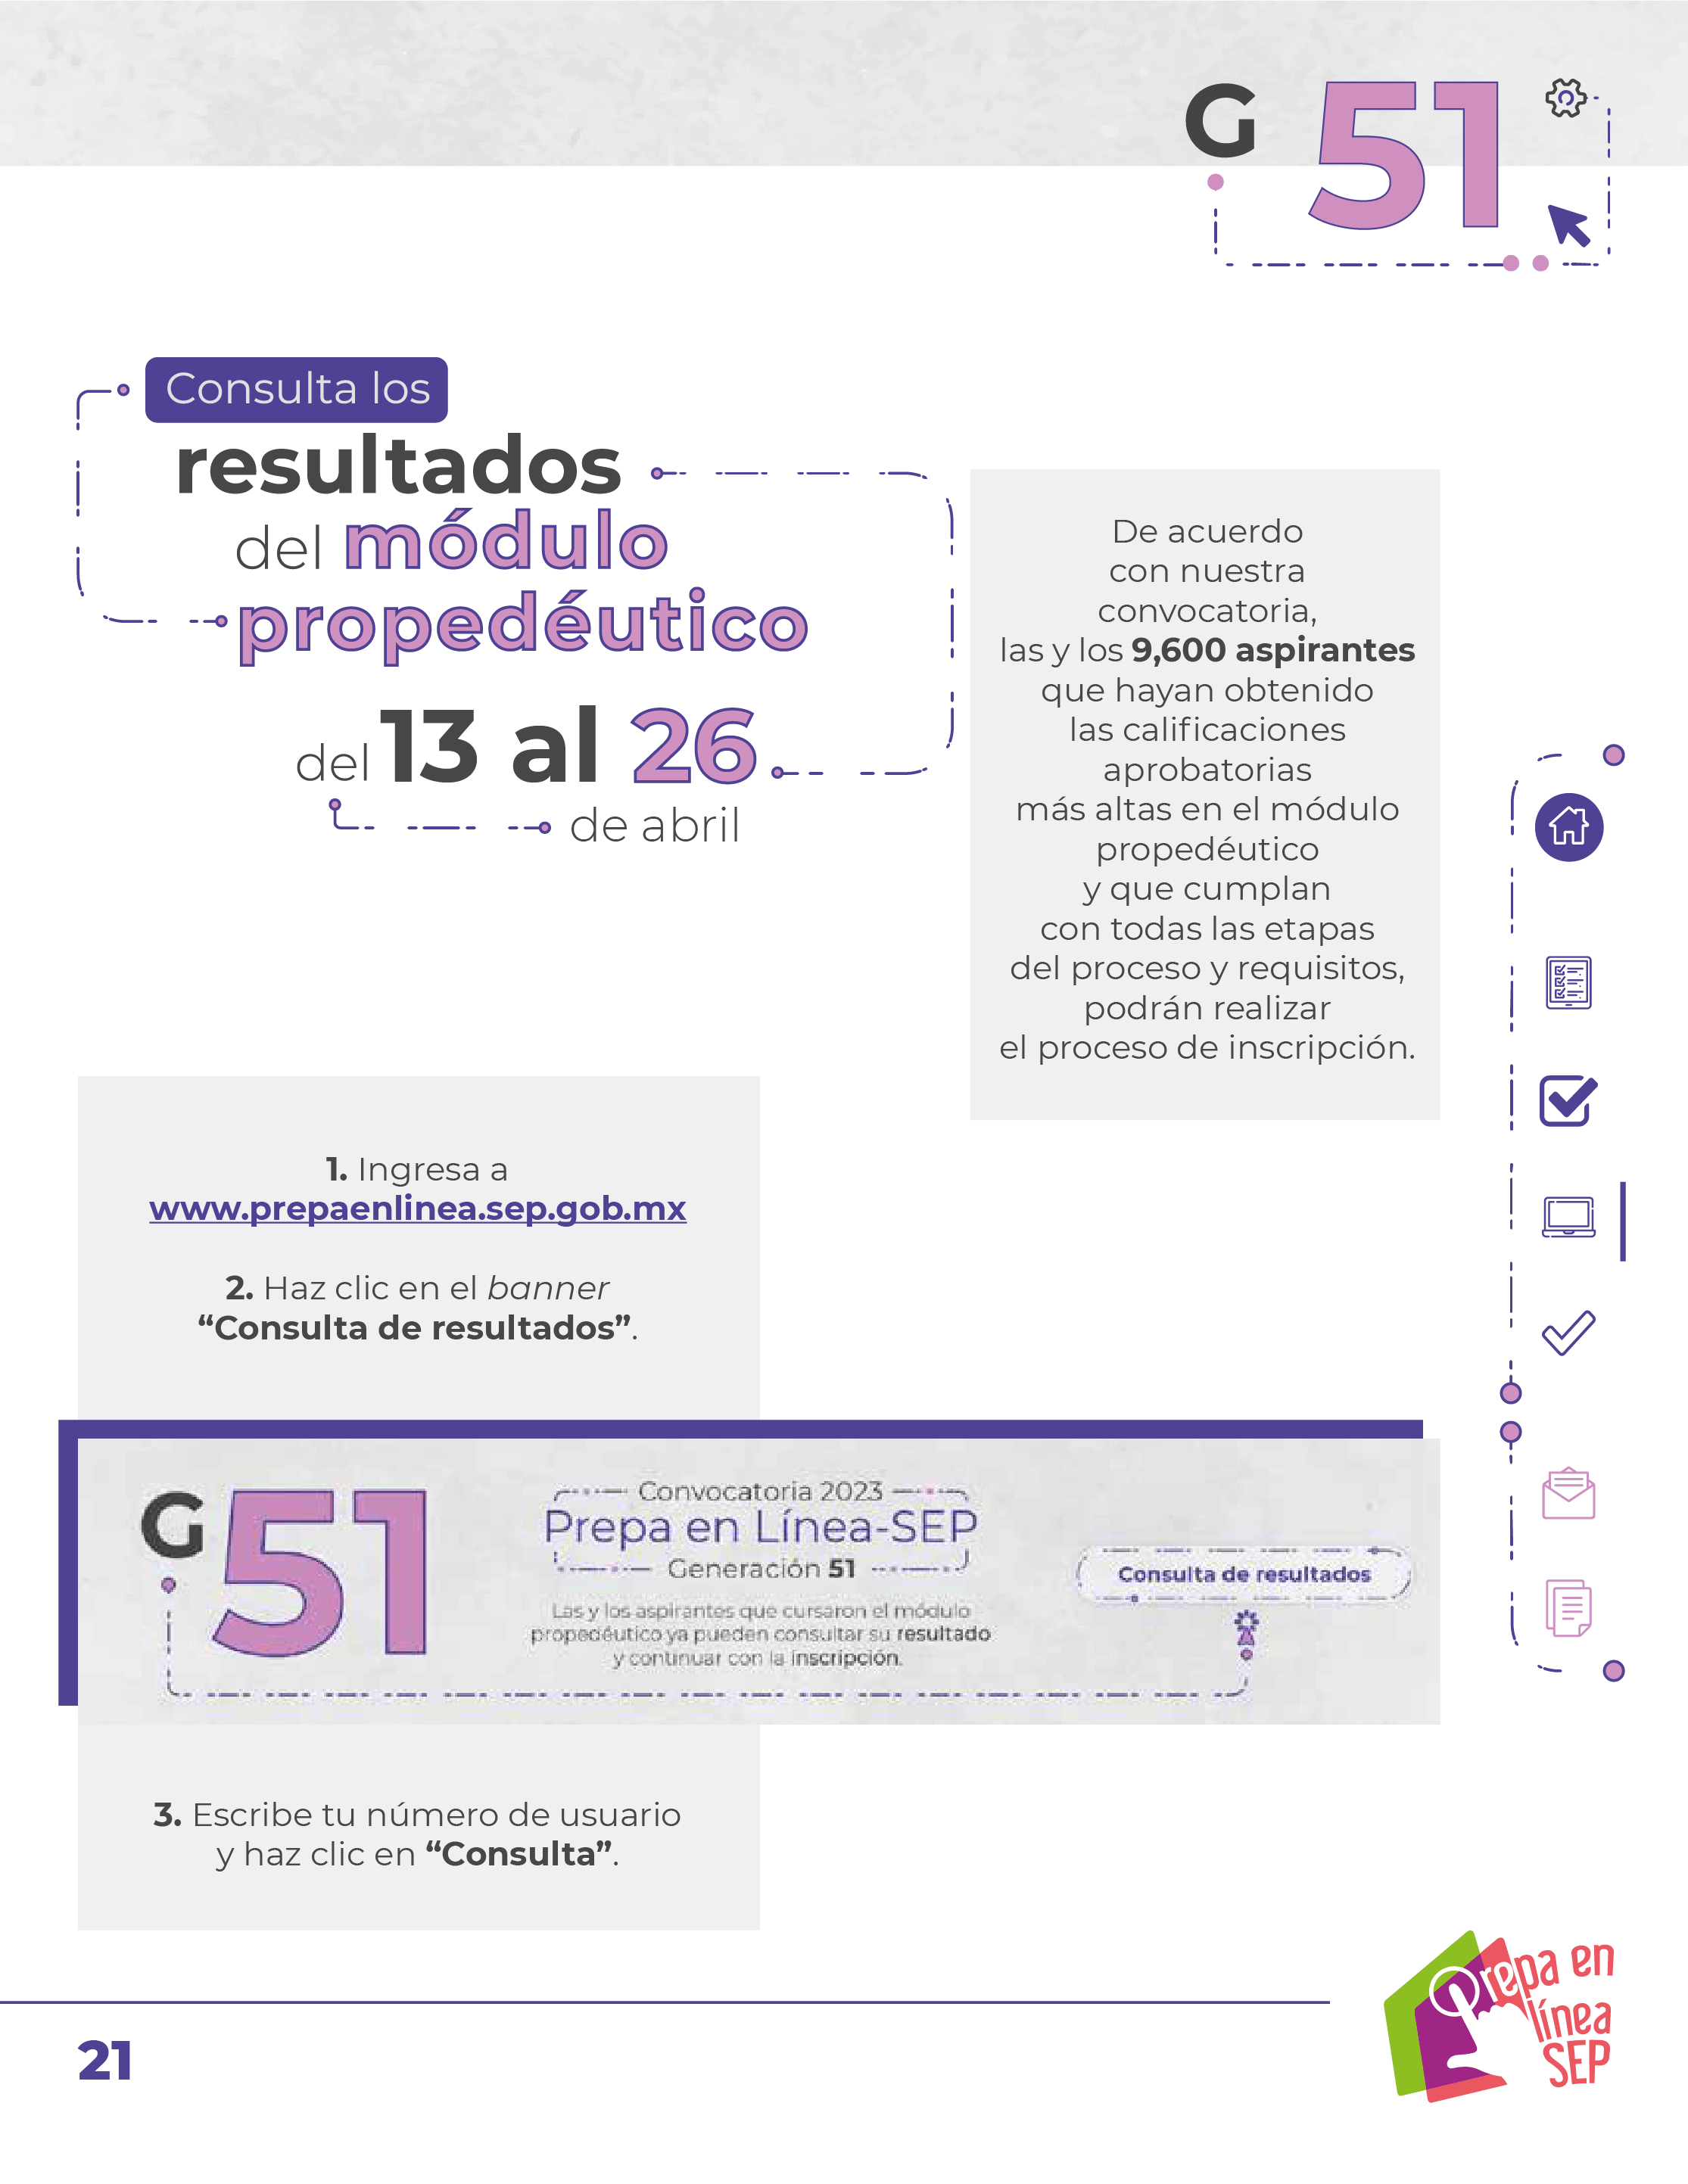 G 51
Consulta los
resultados
del módulo
propedéutico
del 13 al 26
de abril
De acuerdo
con nuestra
convocatoria,
las y los 9,600 aspirantes
que hayan obtenido
las calificaciones
aprobatorias
más altas en el módulo
propedéutico
y que cumplan
con todas las etapas
del proceso y requisitos,
podrán realizar
el proceso de inscripción.
1. Ingresa a
www.prepaenlinea.sep.gob.mx
2. Haz clic en el banner
“Consulta de resultados”.
G 51
Convocatoria 2023
Prepa en Línea-SEP
Generación 51
Las y los aspirantes que cursaron el módulo
propedéutico ya pueden consultar su resultado
y continuar con la inscripción.
Consulta de resultados
3. Escribe tu número de usuario
y haz clic en “Consulta”.
21
Prepa en
línea
SEP